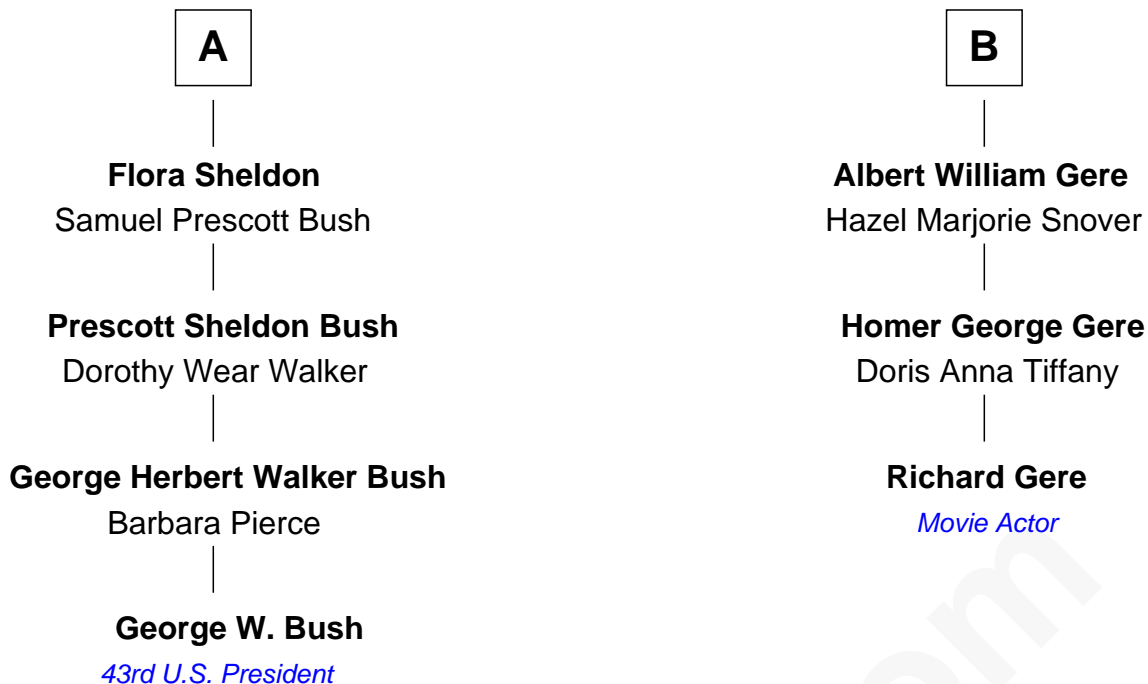 A
Flora Sheldon
Samuel Prescott Bush
Prescott Sheldon Bush
Dorothy Wear Walker
George Herbert Walker Bush
Barbara Pierce
George W. Bush
43rd U.S. President
B
Albert William Gere
Hazel Marjorie Snover
Homer George Gere
Doris Anna Tiffany
Richard Gere
Movie Actor
om